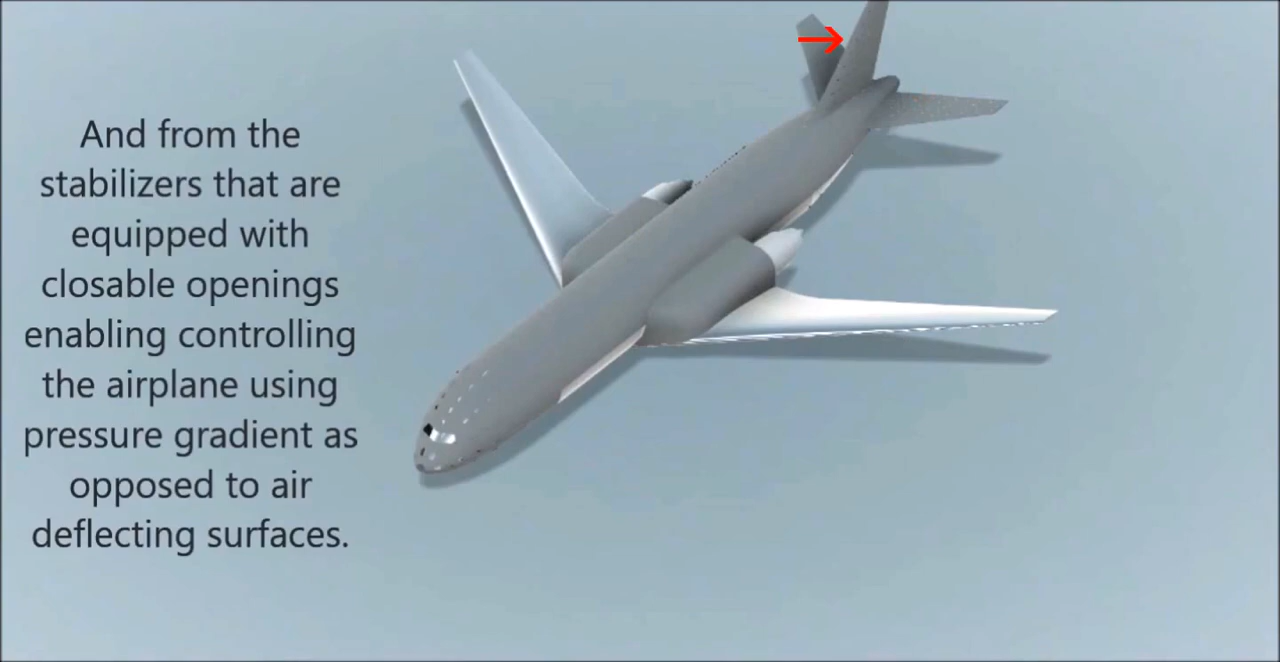 And from the
stabilizers that are
equipped with
closable openings
enabling controlling
the airplane using
pressure gradient as
opposed to air
deflecting surfaces.